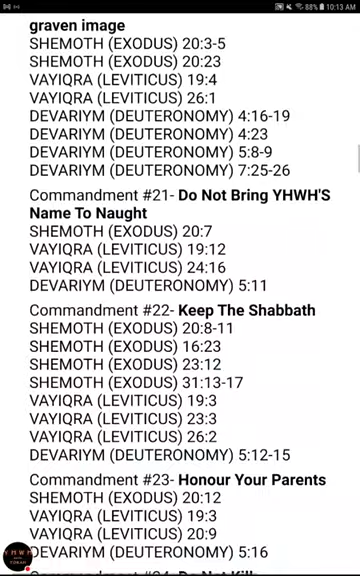 88% 10:13 AM
graven image
SHEMOTH (EXODUS) 20:3-5
SHEMOTH (EXODUS) 20:23
VAYIQRA (LEVITICUS) 19:4
VAYIQRA (LEVITICUS) 26:1
DEVARIYM (DEUTERONOMY) 4:16-19
DEVARIYM (DEUTERONOMY) 4:23
DEVARIYM (DEUTERONOMY) 5:8-9
DEVARIYM (DEUTERONOMY) 7:25-26
Commandment #21- Do Not Bring YHWH'S
Name To Naught
SHEMOTH (EXODUS) 20:7
VAYIQRA (LEVITICUS) 19:12
VAYIQRA (LEVITICUS) 24:16
DEVARIYM (DEUTERONOMY) 5:11
Commandment #22- Keep The Shabbath
SHEMOTH (EXODUS) 20:8-11
SHEMOTH (EXODUS) 16:23
SHEMOTH (EXODUS) 23:12
SHEMOTH (EXODUS) 31:13-17
VAYIQRA (LEVITICUS) 19:3
VAYIQRA (LEVITICUS) 23:3
VAYIQRA (LEVITICUS) 26:2
DEVARIYM (DEUTERONOMY) 5:12-15
Commandment #23- Honour Your Parents
SHEMOTH (EXODUS) 20:12
VAYIQRA (LEVITICUS) 19:3
VAYIQRA (LEVITICUS) 20:9
DEVARIYM (DEUTERONOMY) 5:16
Commandment #24- Do Not Kill
TORAH